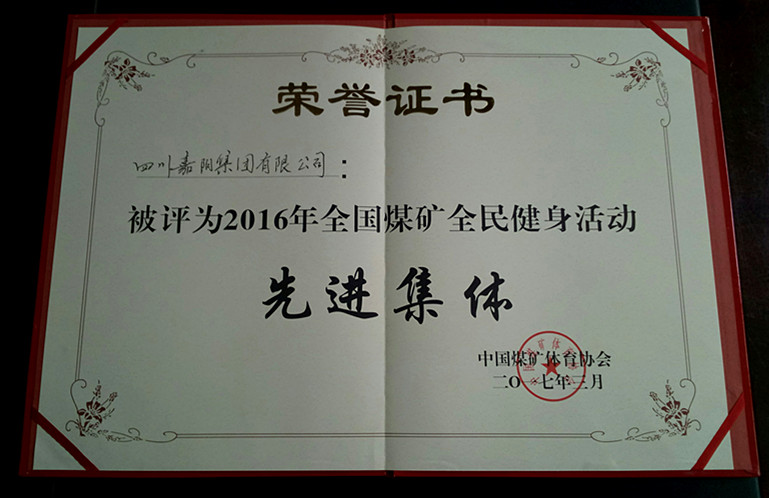 荣誉证书
四川嘉阳集团有限公司：
被评为2016年全国煤矿全民健身活动
先进集体
中国煤矿体育协会
二〇一七年三月